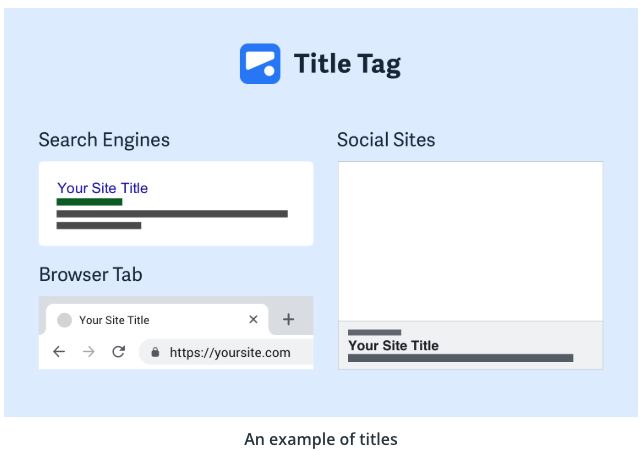 Title Tag
Search Engines
Your Site Title
Browser Tab
Your Site Title
https://yoursite.com
Social Sites
Your Site Title
An example of titles